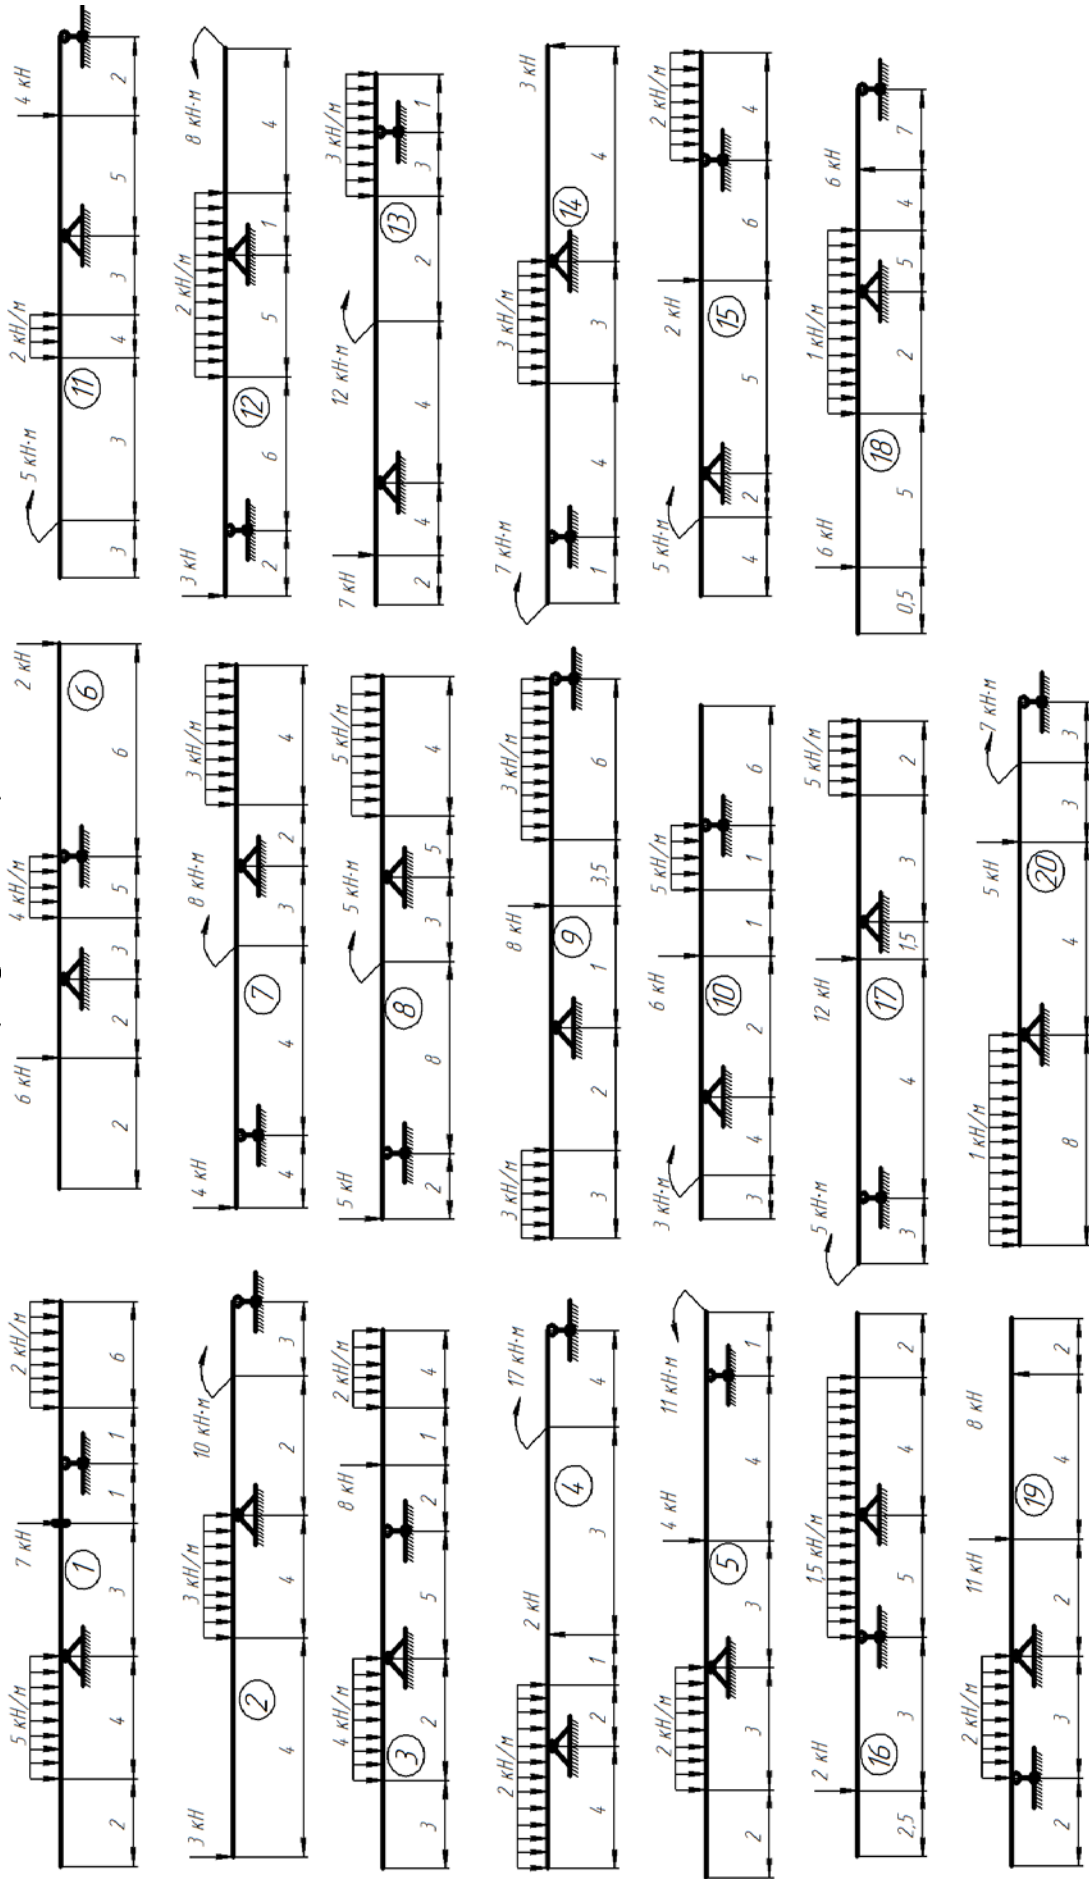 5 кН/м 7 кН 2 кН/м
1
2 4 3 1 1 6
3 кН 3 кН/м 10 кН·м
2
4 4 2 3
4 кН/м 8 кН 2 кН/м
3
3 2 5 2 1 4
2 кН/м 2 кН 17 кН·м
4
4 2 1 3 4
2 кН/м 4 кН 11 кН·м
5
2 3 3 4 1
2 кН 1,5 кН/м
16
2,5 3 5 4 2
2 кН/м 11 кН 8 кН
19
2 3 2 4 2
6 кН 4 кН/м 2 кН
6
2 2 3 5 6
4 кН 8 кН·м 3 кН/м
7
4 4 3 2 4
5 кН 5 кН·м 5 кН/м
8
2 8 3 5 4
3 кН/м 8 кН 3 кН/м
9
3 2 1 3,5 6
3 кН·м 6 кН 5 кН/м
10
3 4 2 1 1 6
5 кН·м 12 кН 5 кН/м
17
3 4 1,5 3 2
1 кН/м 5 кН 7 кН·м
20
8 4 3 3
5 кН·м 2 кН/м 4 кН
11
3 3 4 3 5 2
3 кН 2 кН/м 8 кН·м
12
2 6 5 1 4
7 кН 12 кН·м 3 кН/м
13
2 4 4 2 3 1
7 кН·м 3 кН/м 3 кН
14
1 4 3 4
5 кН·м 2 кН 2 кН/м
15
4 2 5 6 4
6 кН 1 кН/м 6 кН
18
0,5 5 2 5 4 7